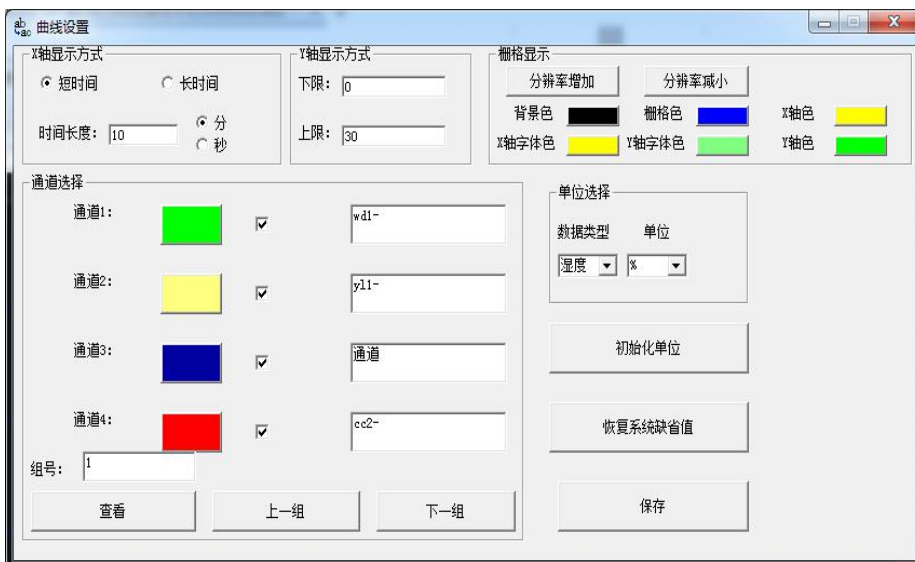 曲线设置
X轴显示方式
短时间
长时间
时间长度：
10
分
秒
Y轴显示方式
下限：
0
上限：
30
栅格显示
分辨率增加
分辨率减小
背景色
栅格色
X轴色
X轴字体色
Y轴字体色
Y轴色
通道选择
通道1：
wd1-
通道2：
yl1-
通道3：
通道
通道4：
cc2-
组号：
1
查看
上一组
下一组
单位选择
数据类型
单位
湿度
%
初始化单位
恢复系统缺省值
保存